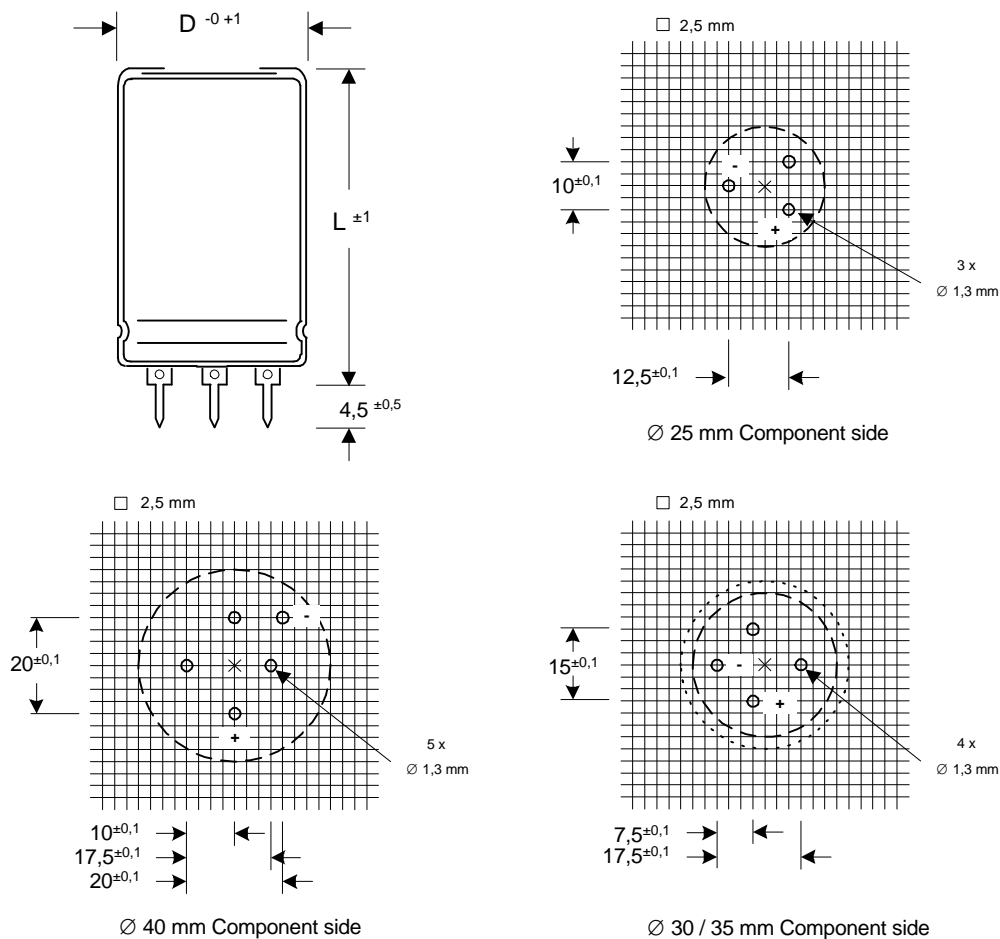 D -0 +1
L ±1
4,5 ±0,5
□ 2,5 mm
-
+
10±0,1
12,5±0,1
3 x
∅ 1,3 mm
∅ 25 mm Component side
□ 2,5 mm
-
+
20±0,1
5 x
∅ 1,3 mm
10±0,1
17,5±0,1
20±0,1
∅ 40 mm Component side
□ 2,5 mm
-
+
15±0,1
4 x
∅ 1,3 mm
7,5±0,1
17,5±0,1
∅ 30 / 35 mm Component side